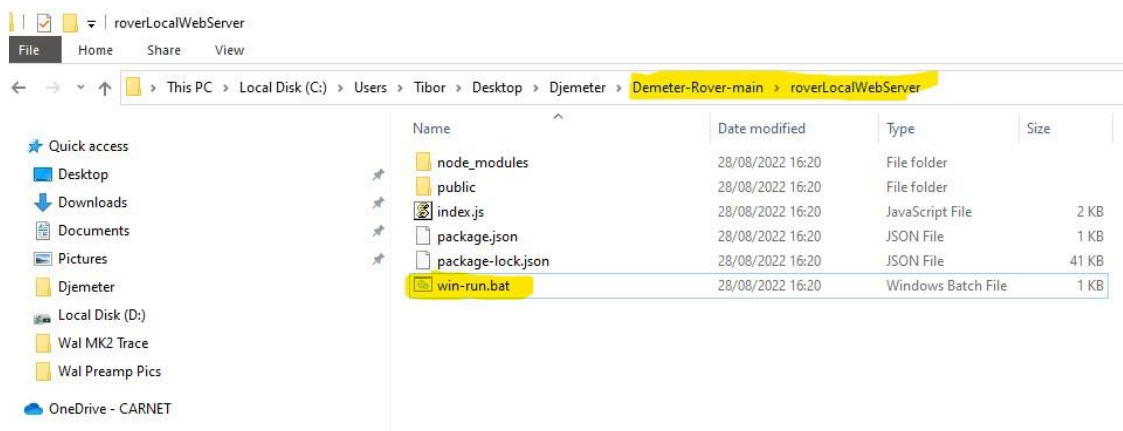 roverLocalWebServer
File Home Share View
This PC > Local Disk (C:) > Users > Tibor > Desktop > Djemeter > Demeter-Rover-main > roverLocalWebServer
Name Date modified Type Size
Quick access
Desktop
Downloads
Documents
Pictures
Djemeter
Local Disk (D:)
Wal MK2 Trace
Wal Preamp Pics
OneDrive - CARNET
node_modules 28/08/2022 16:20 File folder
public 28/08/2022 16:20 File folder
index.js 28/08/2022 16:20 JavaScript File 2 KB
package.json 28/08/2022 16:20 JSON File 1 KB
package-lock.json 28/08/2022 16:20 JSON File 41 KB
win-run.bat 28/08/2022 16:20 Windows Batch File 1 KB